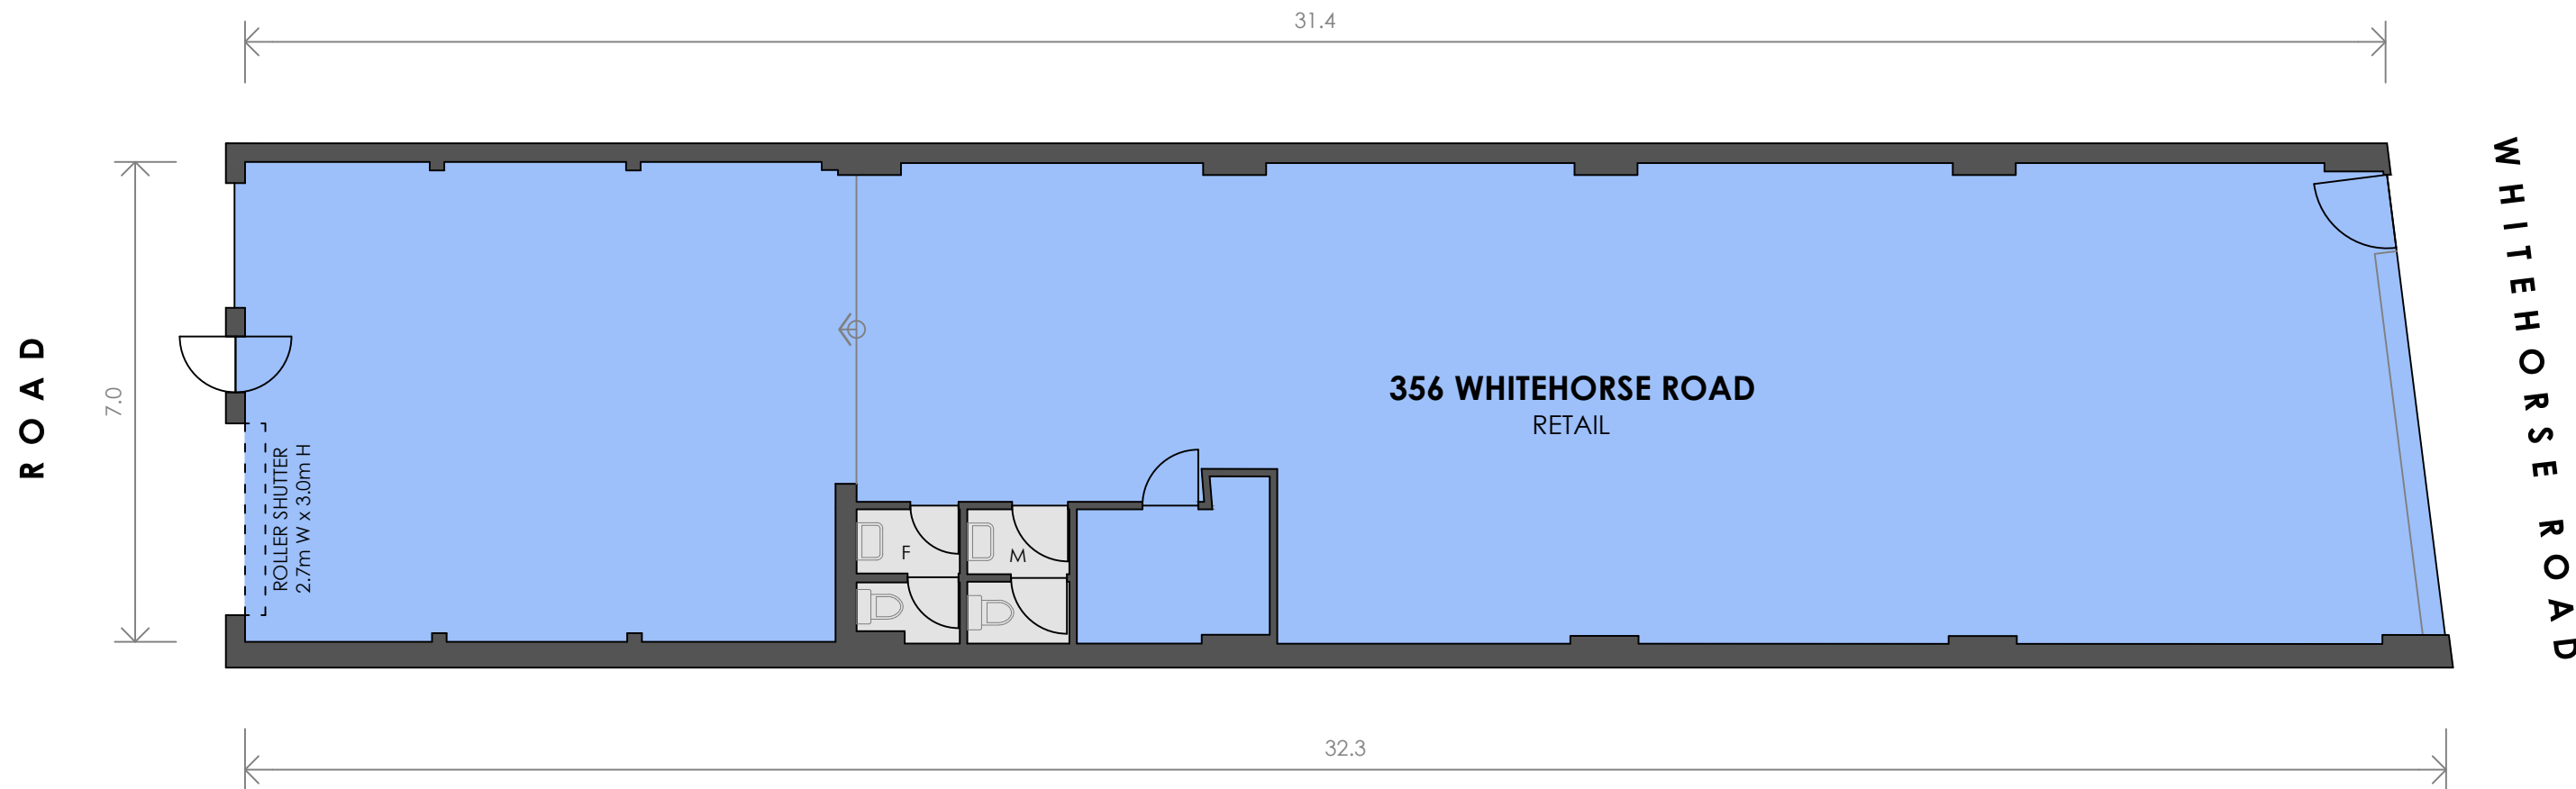 31.4
WHITEHORSE ROAD
ROAD
7.0
356 WHITEHORSE ROAD
RETAIL
ROLLER SHUTTER
2.7m W x 3.0m H
F
M
32.3